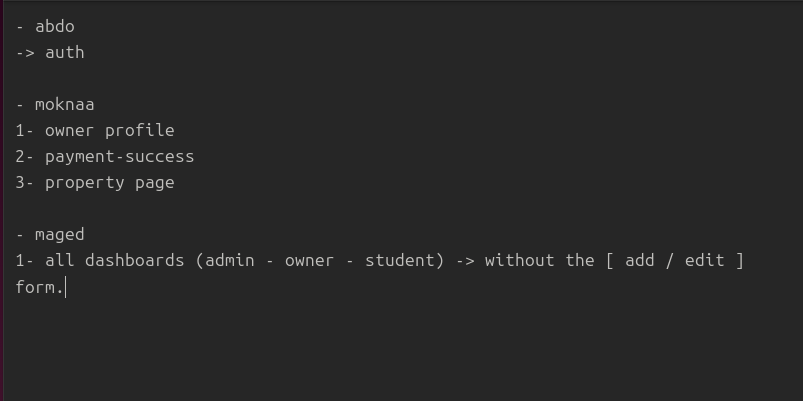 - abdo
-> auth
- moknaa
1- owner profile
2- payment-success
3- property page
- maged
1- all dashboards (admin - owner - student) -> without the [ add / edit ]
form.